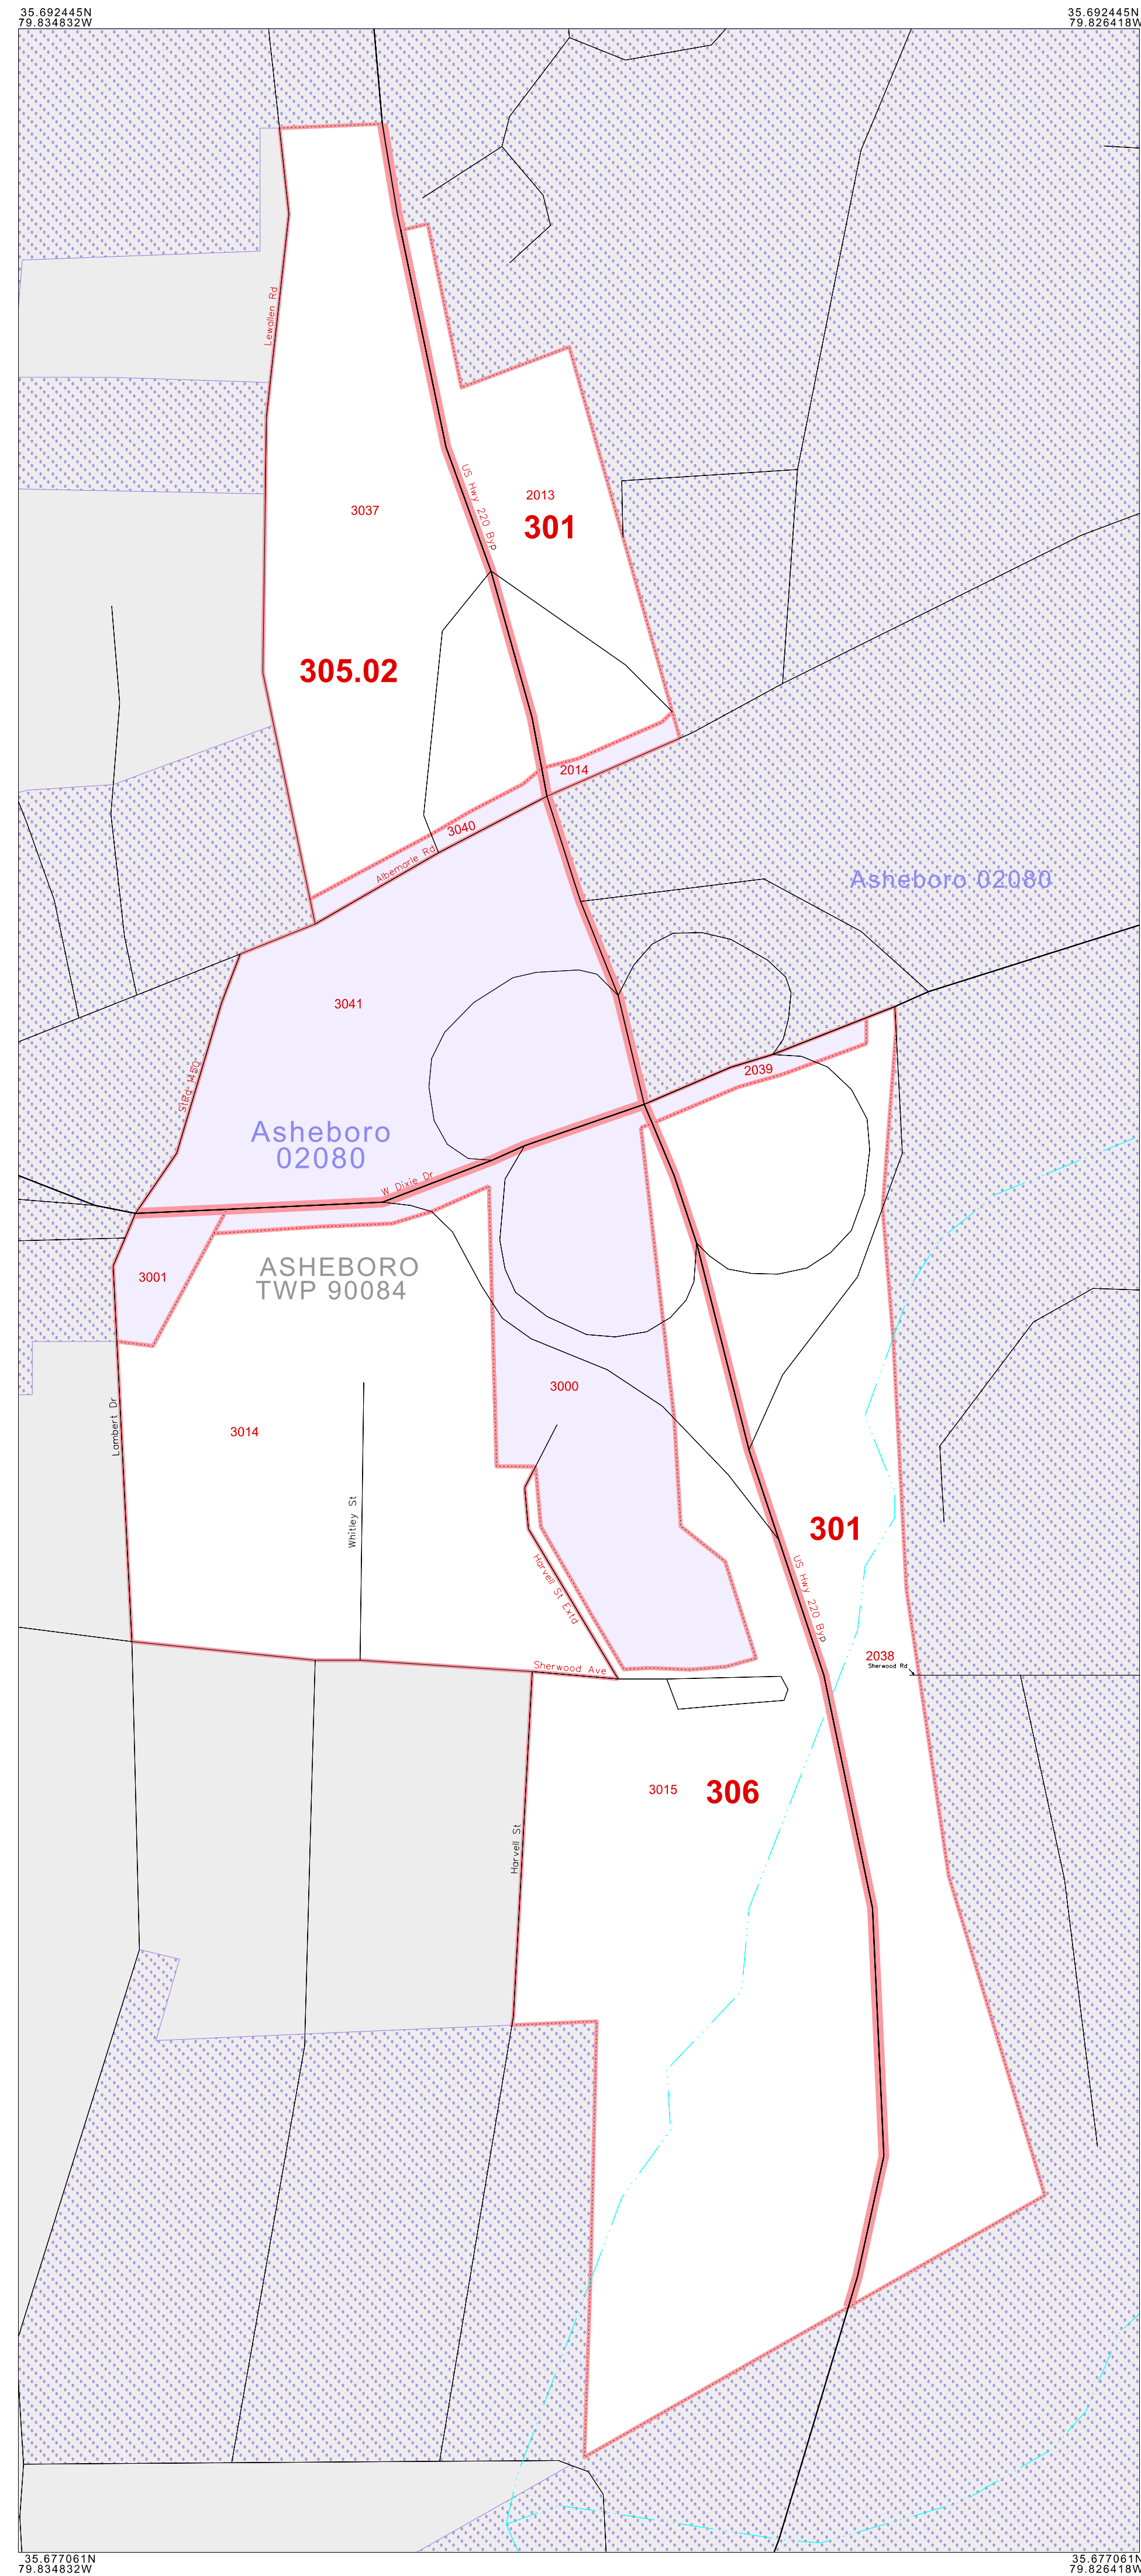 35.692445N
79.834832W
35.692445N
79.826418W
Lewallen Rd
US Hwy 220 Byp
3037
2013
301
305.02
2014
3040
Albemarle Rd
Asheboro 02080
3041
StRd 1450
2039
Asheboro
02080
W Dixie Dr
ASHEBORO
TWP 90084
3001
3000
Lambert Dr
3014
Whitley St
301
Harvell St Extd
US Hwy 220 Byp
2038
Sherwood Rd
Sherwood Ave
3015
306
Harvell St
35.677061N
79.834832W
35.677061N
79.826418W